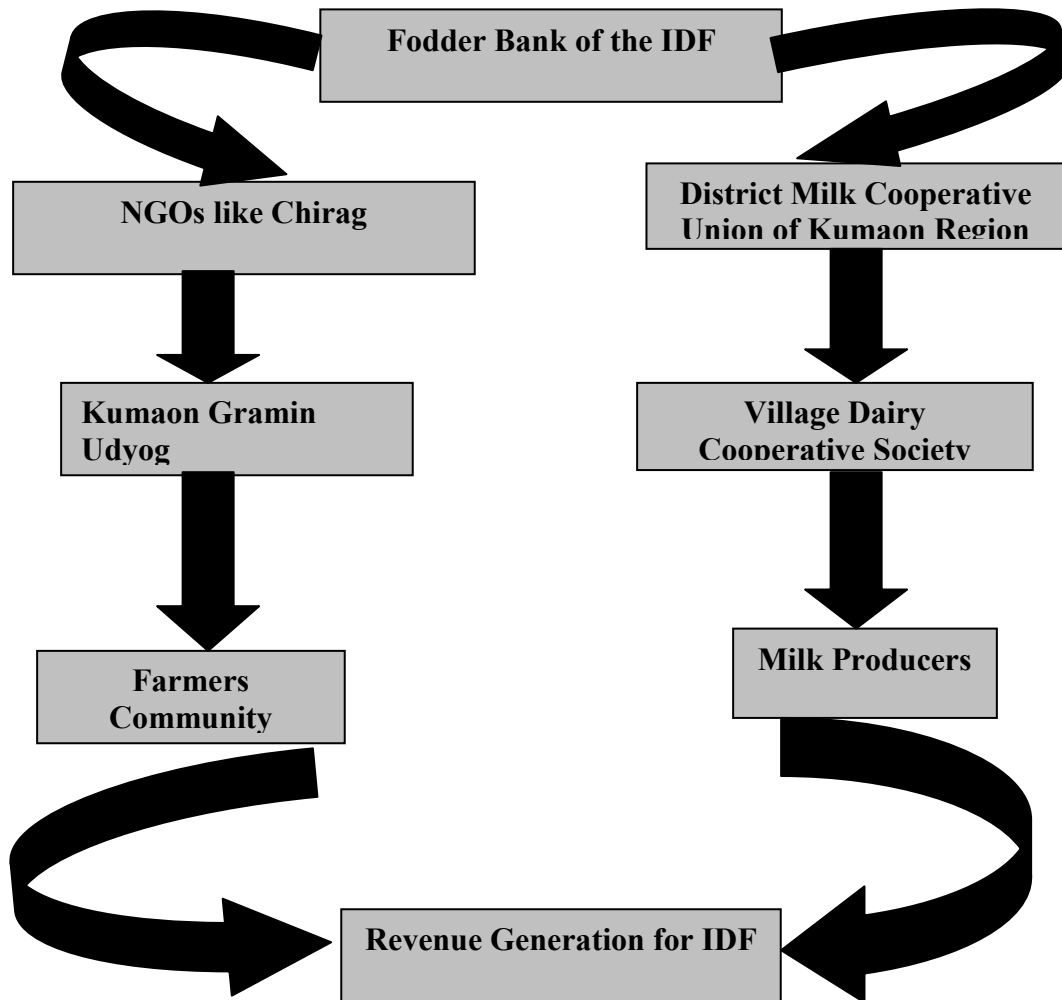 Fodder Bank of the IDF
NGOs like Chirag
District Milk Cooperative
Union of Kumaon Region
Kumaon Gramin
Udyog
Village Dairy
Cooperative Society
Farmers
Community
Milk Producers
Revenue Generation for IDF